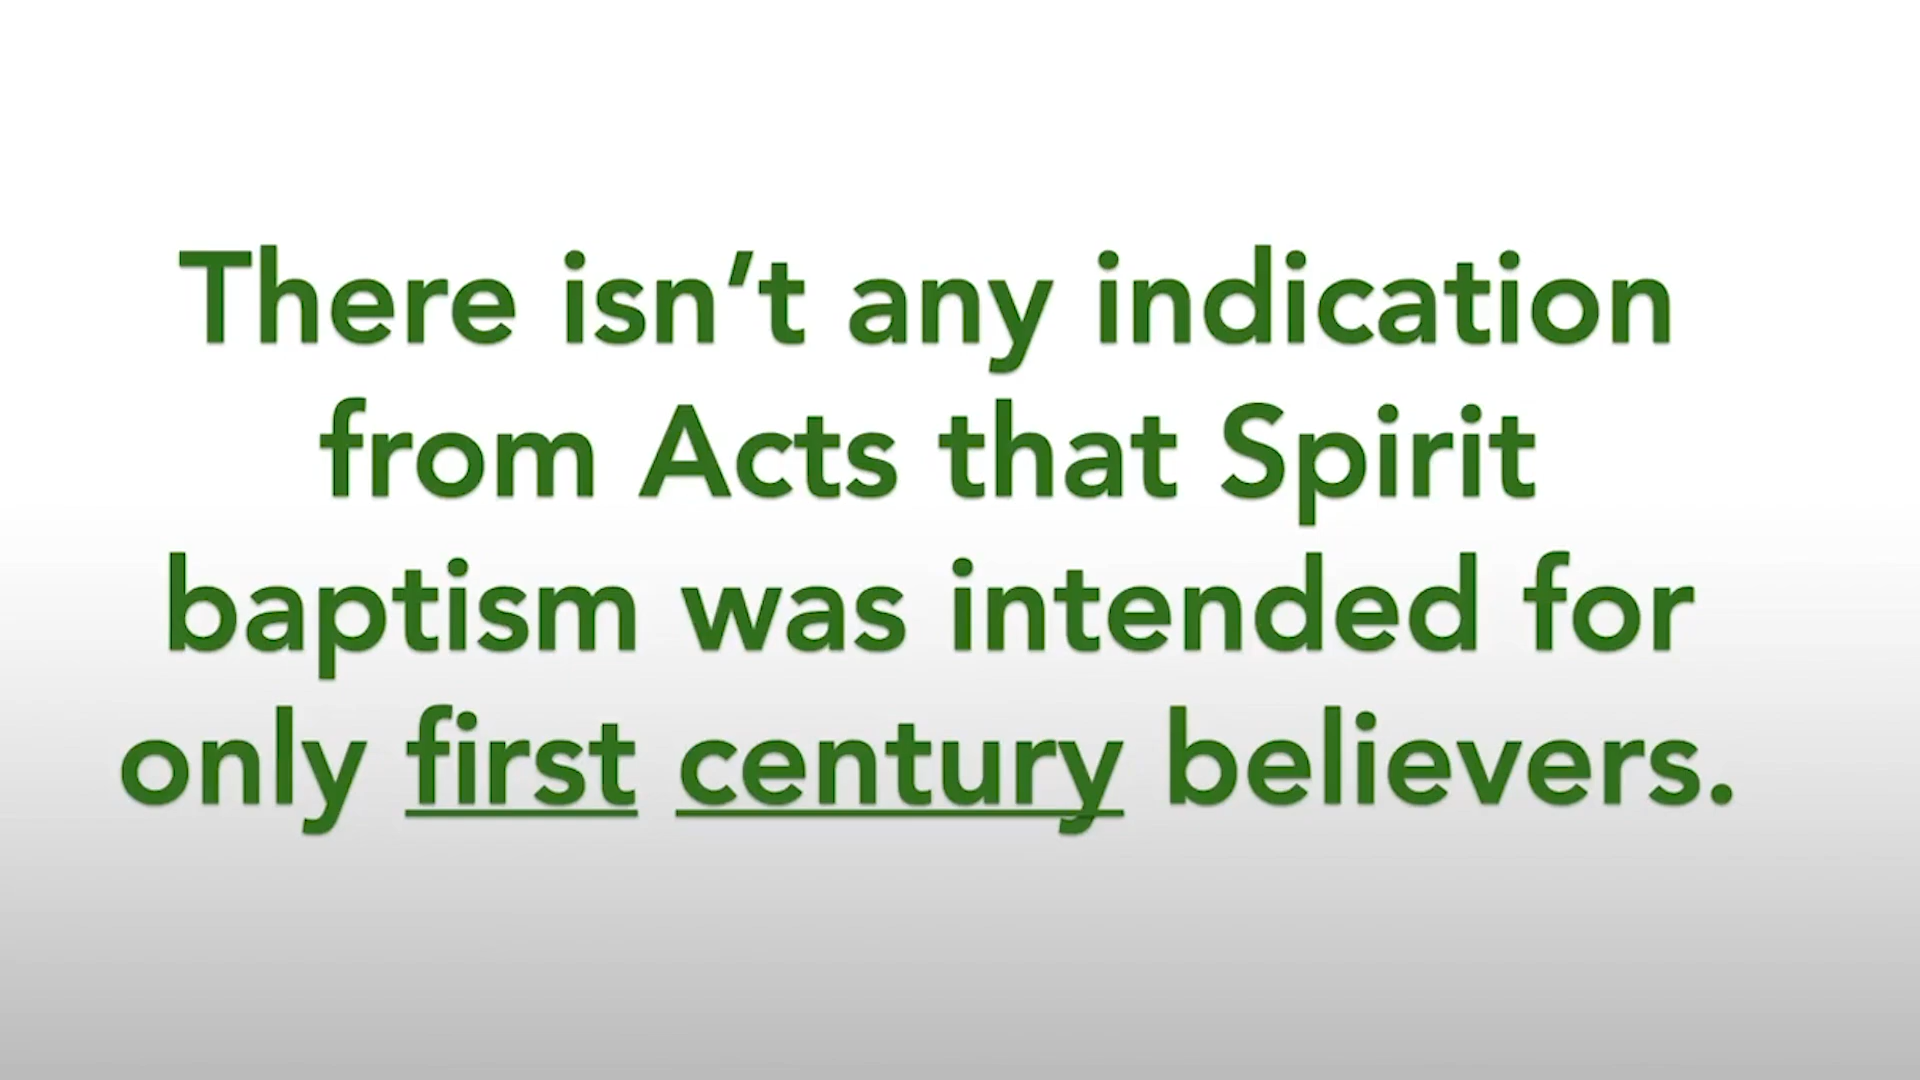 There isn’t any indication
from Acts that Spirit
baptism was intended for
only first century believers.